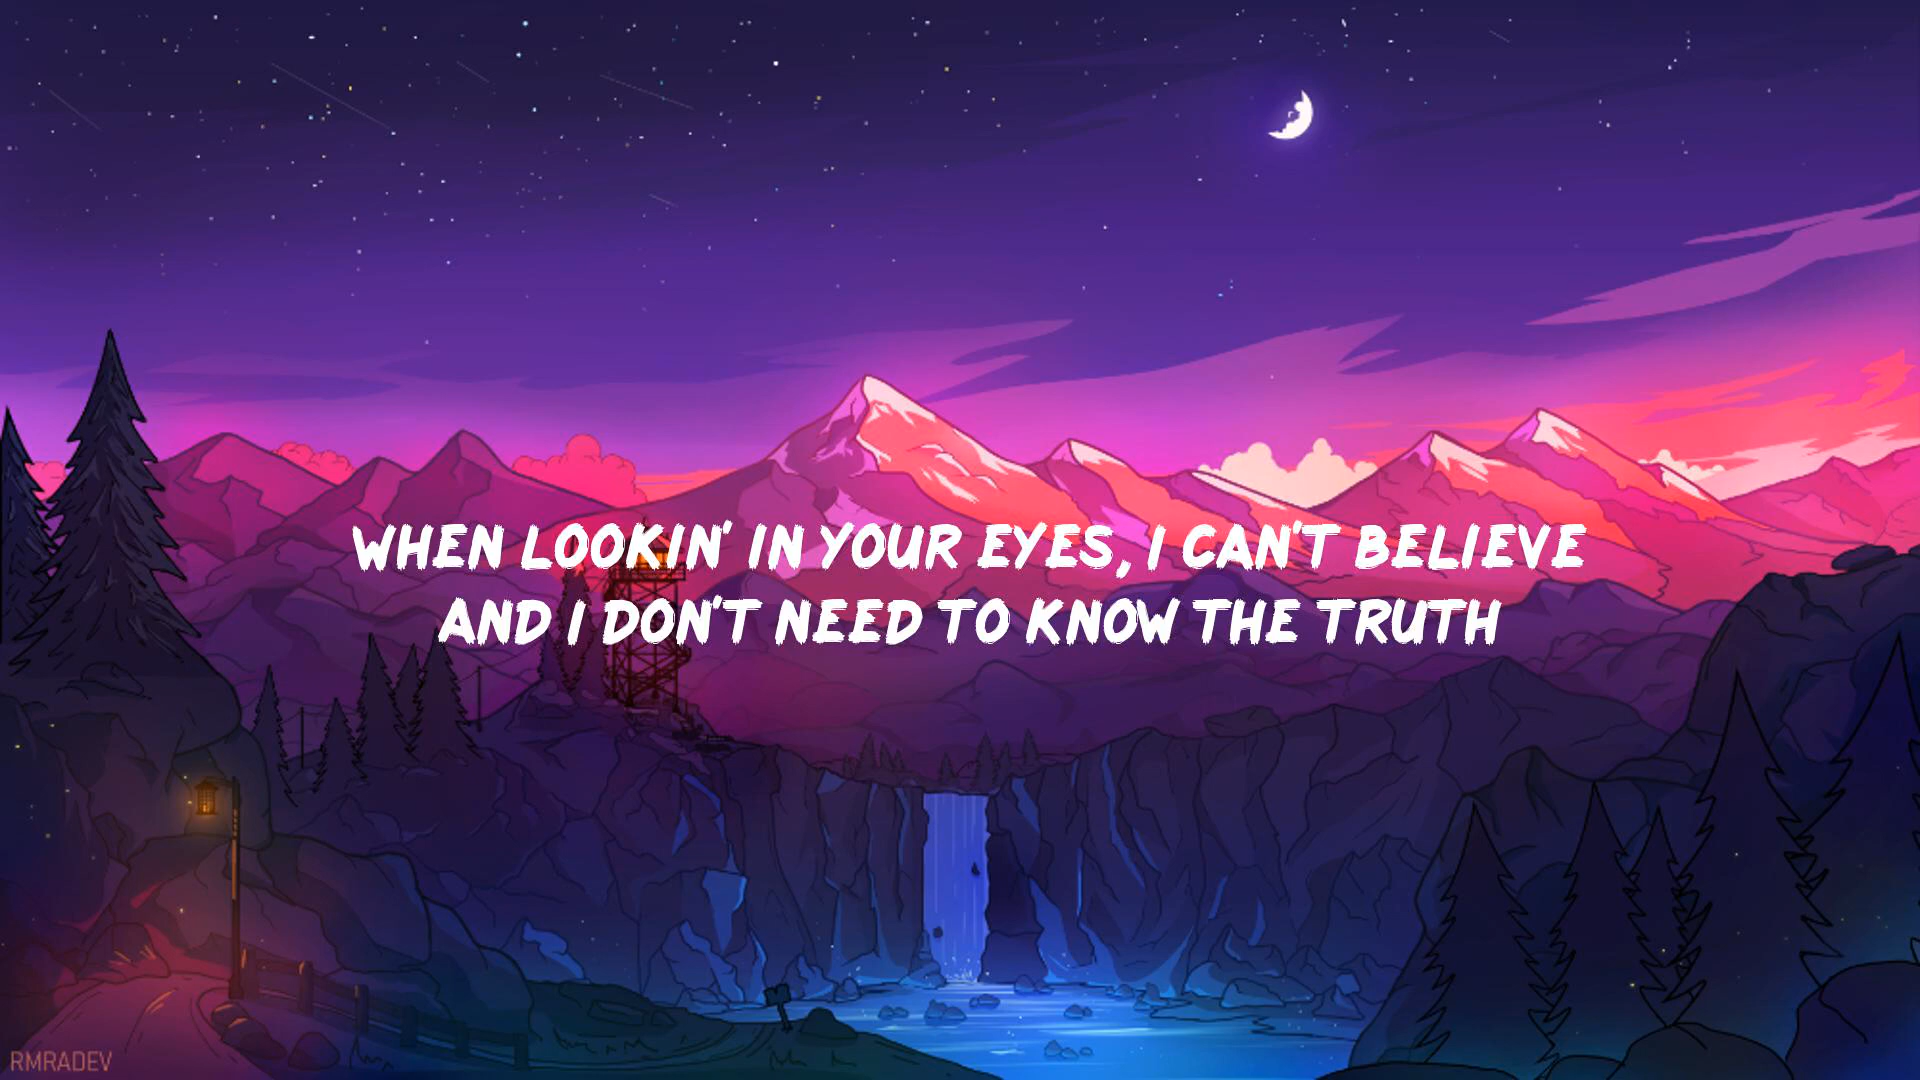 WHEN LOOKIN' IN YOUR EYES, I CAN'T BELIEVE
AND I DON'T NEED TO KNOW THE TRUTH
RMRADEV